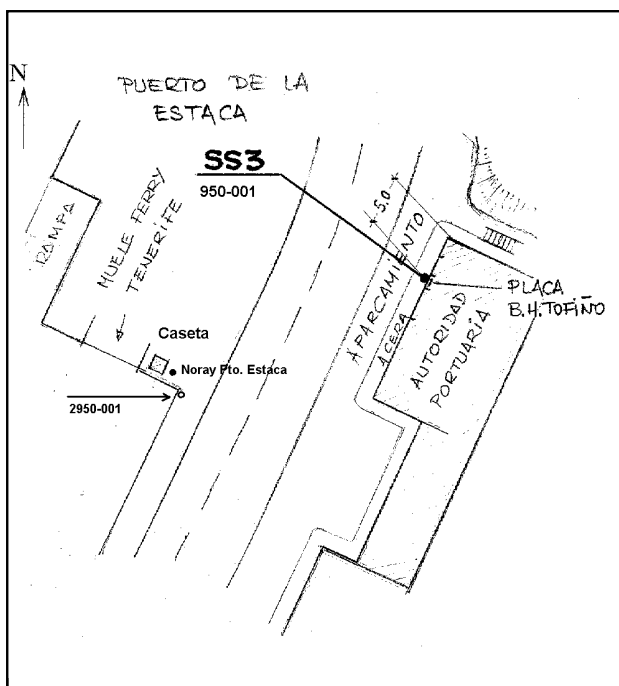 N
PUERTO DE LA
ESTACA
SS3
950-001
5.0
RAMPA
MUELE FERRY
TENERIFE
APARCAMIENTO
ACERA
AUTORIDAD
PORTUARIA
PLACA
B.H.TOFIÑO
Caseta
Noray Pto. Estaca
2950-001